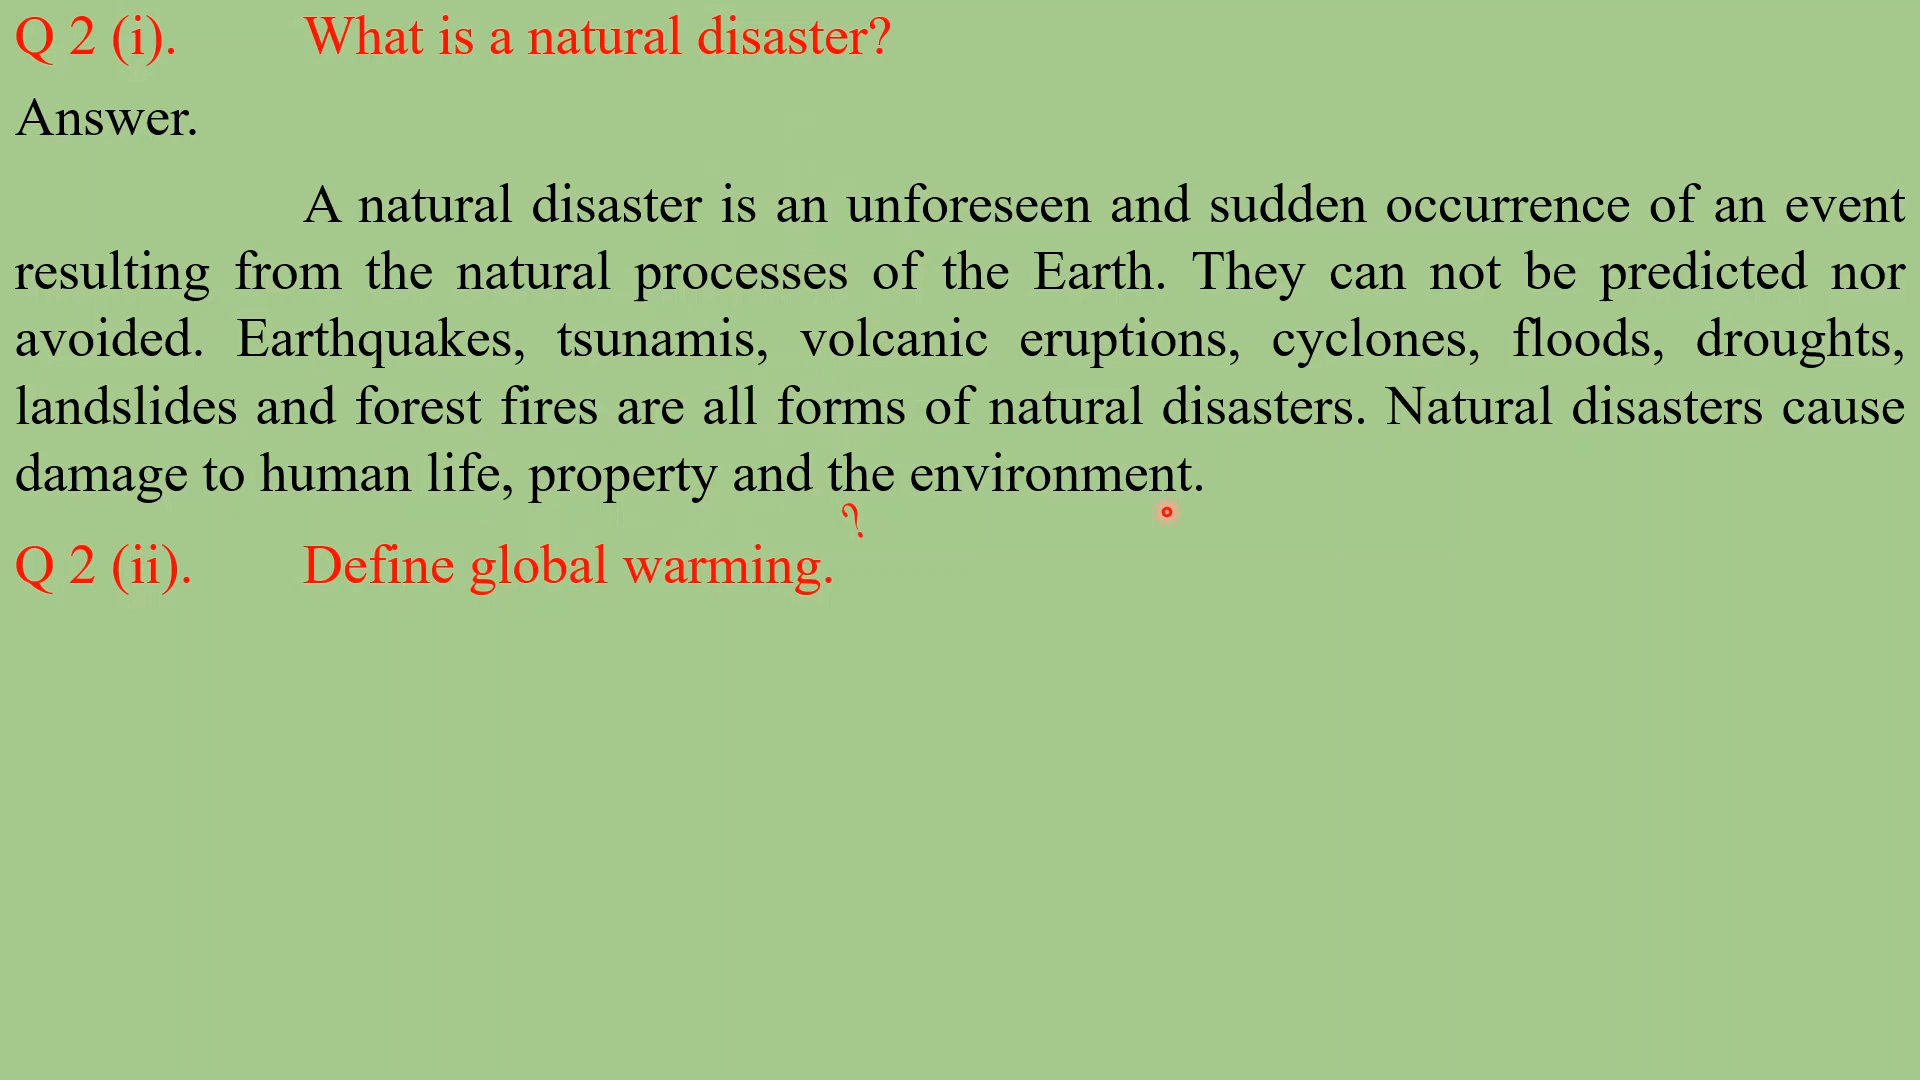 Q 2 (i). What is a natural disaster?
Answer.
A natural disaster is an unforeseen and sudden occurrence of an event
resulting from the natural processes of the Earth. They can not be predicted nor
avoided. Earthquakes, tsunamis, volcanic eruptions, cyclones, floods, droughts,
landslides and forest fires are all forms of natural disasters. Natural disasters cause
damage to human life, property and the environment.
?
Q 2 (ii). Define global warming.